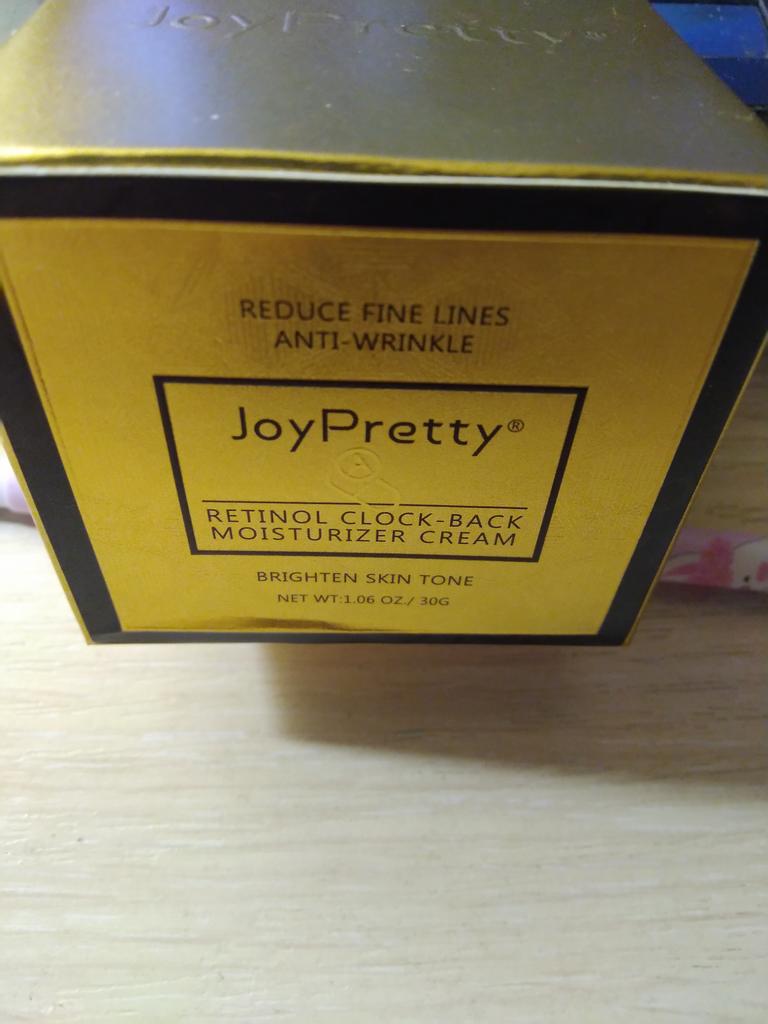 JoyPretty®
REDUCE FINE LINES
ANTI-WRINKLE
JoyPretty®
RETINOL CLOCK-BACK
MOISTURIZER CREAM
BRIGHTEN SKIN TONE
NET WT:1.06 OZ./ 30G